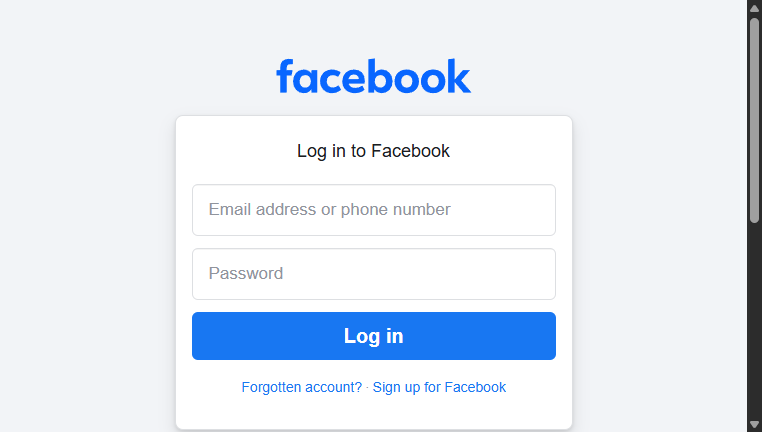 facebook
Log in to Facebook
Email address or phone number
Password
Log in
Forgotten account? · Sign up for Facebook